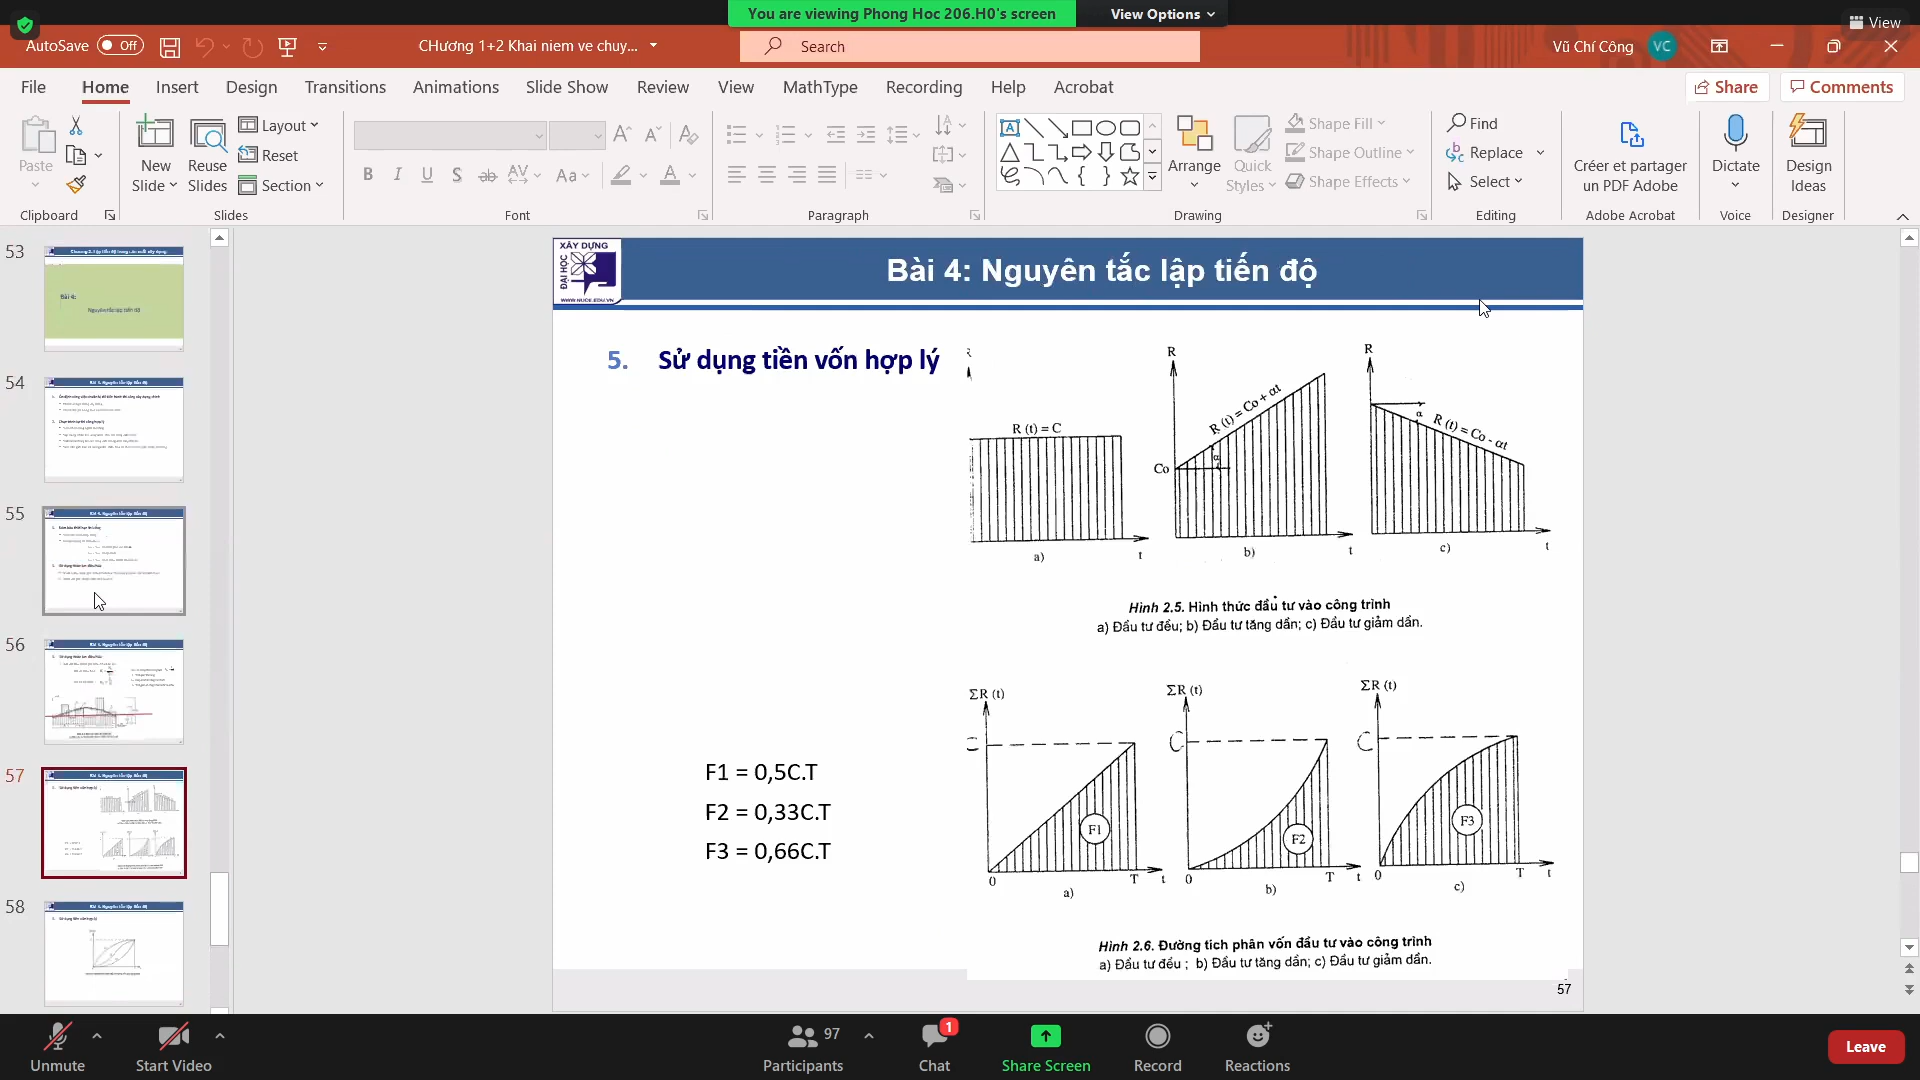 You are viewing Phong Hoc 206.H0's screen
View Options
View
AutoSave
Off
CHương 1+2 Khai niem ve chuy...
Search
Vũ Chí Công
VC
File
Home
Insert
Design
Transitions
Animations
Slide Show
Review
View
MathType
Recording
Help
Acrobat
Share
Comments
Paste
New
Slide
Reuse
Slides
Layout
Reset
Section
Shape Fill
Shape Outline
Shape Effects
Arrange
Quick
Styles
Find
Replace
Select
Créer et partager
un PDF Adobe
Dictate
Design
Ideas
Clipboard
Slides
Font
Paragraph
Drawing
Editing
Adobe Acrobat
Voice
Designer
53
54
55
56
57
58
ĐẠI HỌC
XÂY DỰNG
WWW.NUCE.EDU.VN
Bài 4: Nguyên tắc lập tiến độ
5. Sử dụng tiền vốn hợp lý
R (t) = C
a)
t
R
R (t) = Co + αt
Co
α
b)
t
R
α
R (t) = Co - αt
c)
t
Hình 2.5. Hình thức đầu tư vào công trình
a) Đầu tư đều; b) Đầu tư tăng dần; c) Đầu tư giảm dần.
F1 = 0,5C.T
F2 = 0,33C.T
F3 = 0,66C.T
ΣR (t)
F1
0
T
t
a)
ΣR (t)
C
F2
0
T
t
b)
ΣR (t)
C
F3
0
T
t
c)
Hình 2.6. Đường tích phân vốn đầu tư vào công trình
a) Đầu tư đều ; b) Đầu tư tăng dần; c) Đầu tư giảm dần.
57
Unmute
Start Video
Participants
97
Chat
1
Share Screen
Record
Reactions
Leave